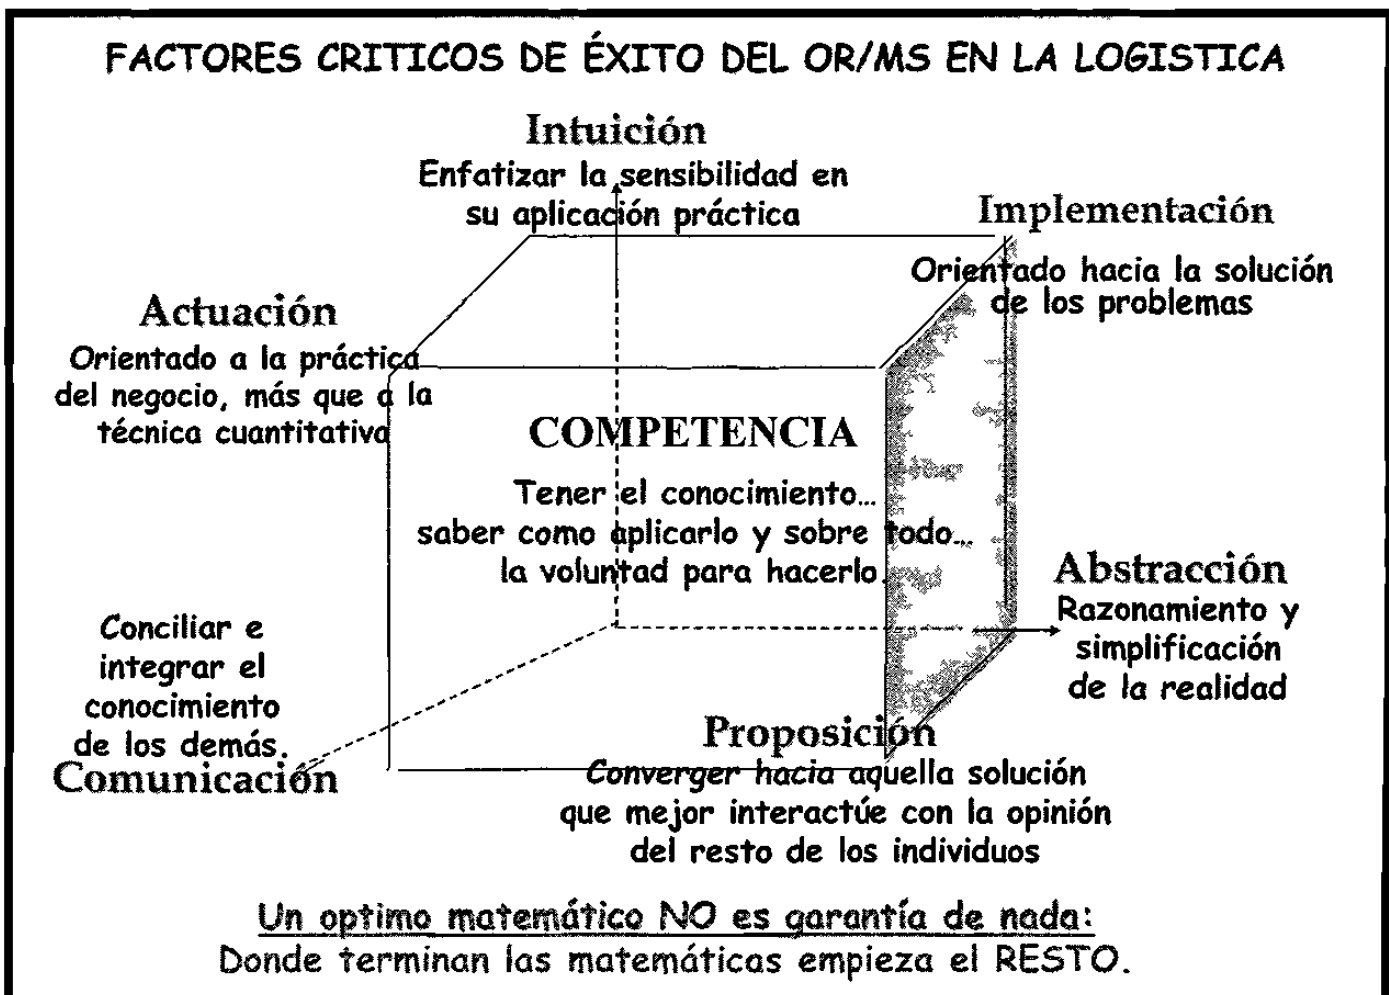 FACTORES CRITICOS DE ÉXITO DEL OR/MS EN LA LOGISTICA
Intuición
Enfatizar la sensibilidad en
su aplicación práctica
Implementación
Orientado hacia la solución
de los problemas
Actuación
Orientado a la práctica
del negocio, más que a la
técnica cuantitativa
COMPETENCIA
Tener el conocimiento...
saber como aplicarlo y sobre todo...
la voluntad para hacerlo.
Abstracción
Razonamiento y
simplificación
de la realidad
Conciliar e
integrar el
conocimiento
de los demás.
Comunicación
Proposición
Converger hacia aquella solución
que mejor interactúe con la opinión
del resto de los individuos
Un optimo matemático NO es garantía de nada:
Donde terminan las matemáticas empieza el RESTO.